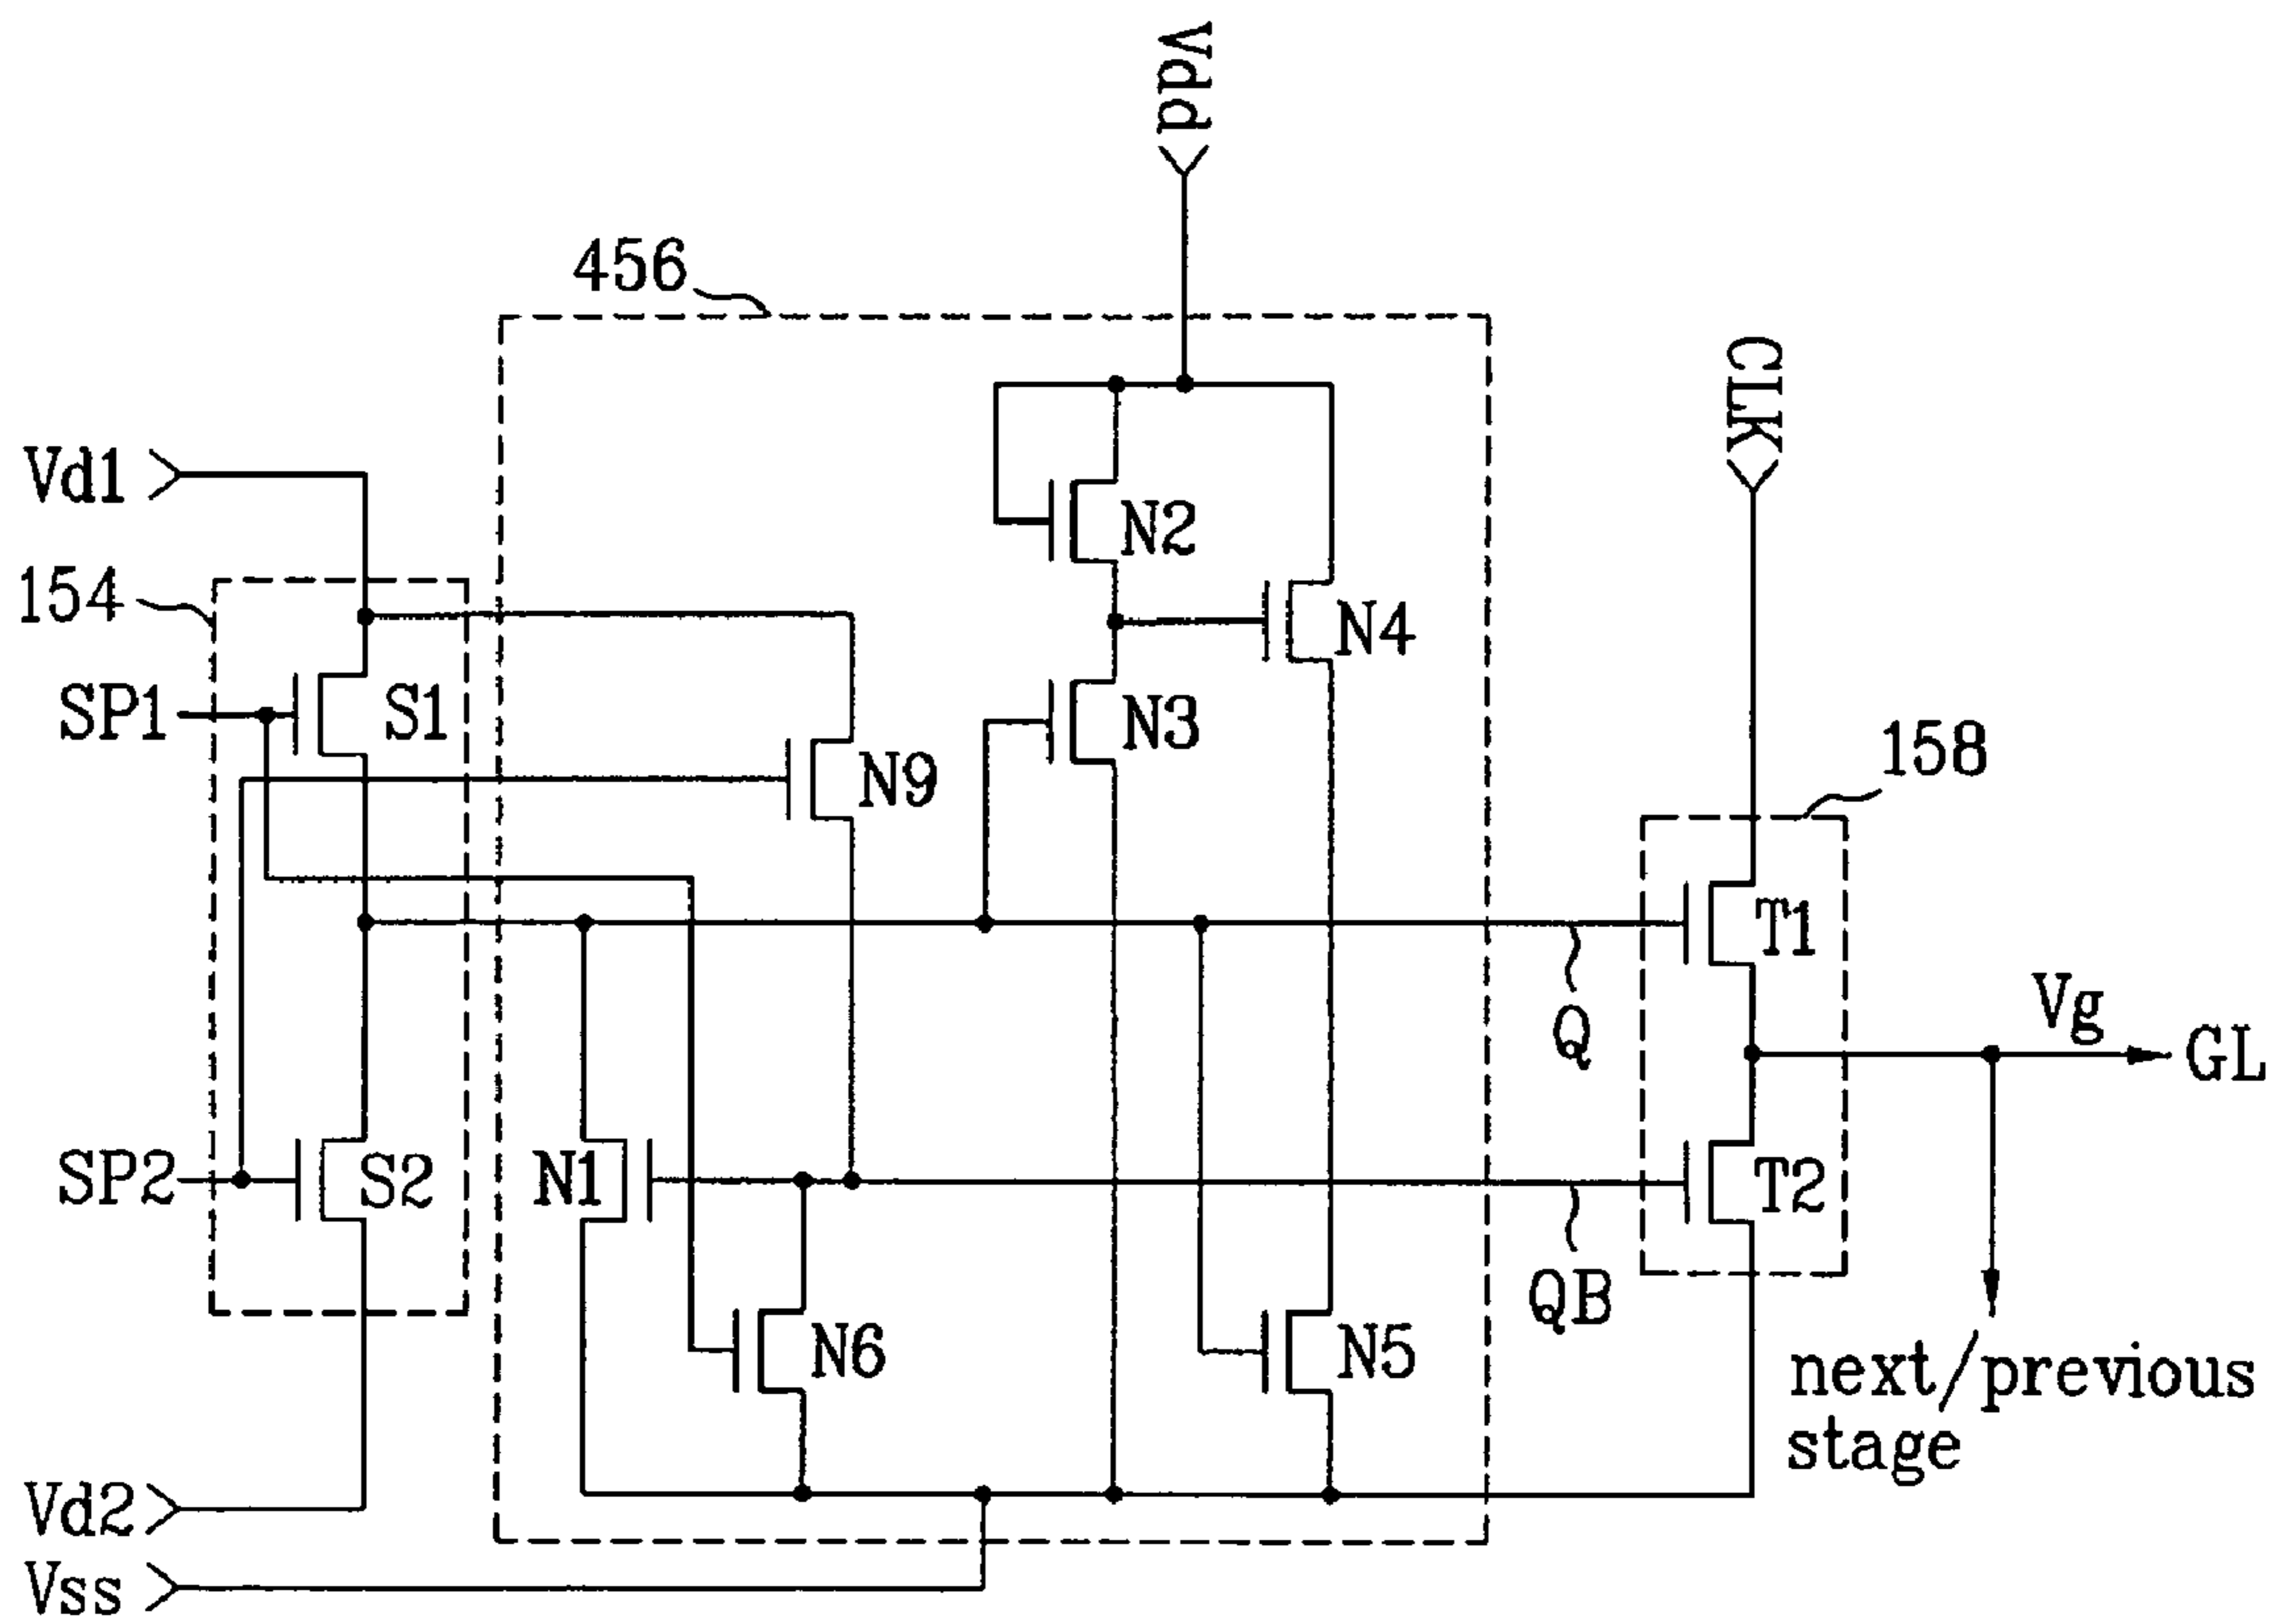 Vdd
456
CLK
Vd1
N2
154
N4
SP1
S1
N3
N9
158
T1
Vg
Q
GL
SP2
S2
N1
T2
QB
N6
N5
next/previous
stage
Vd2
Vss